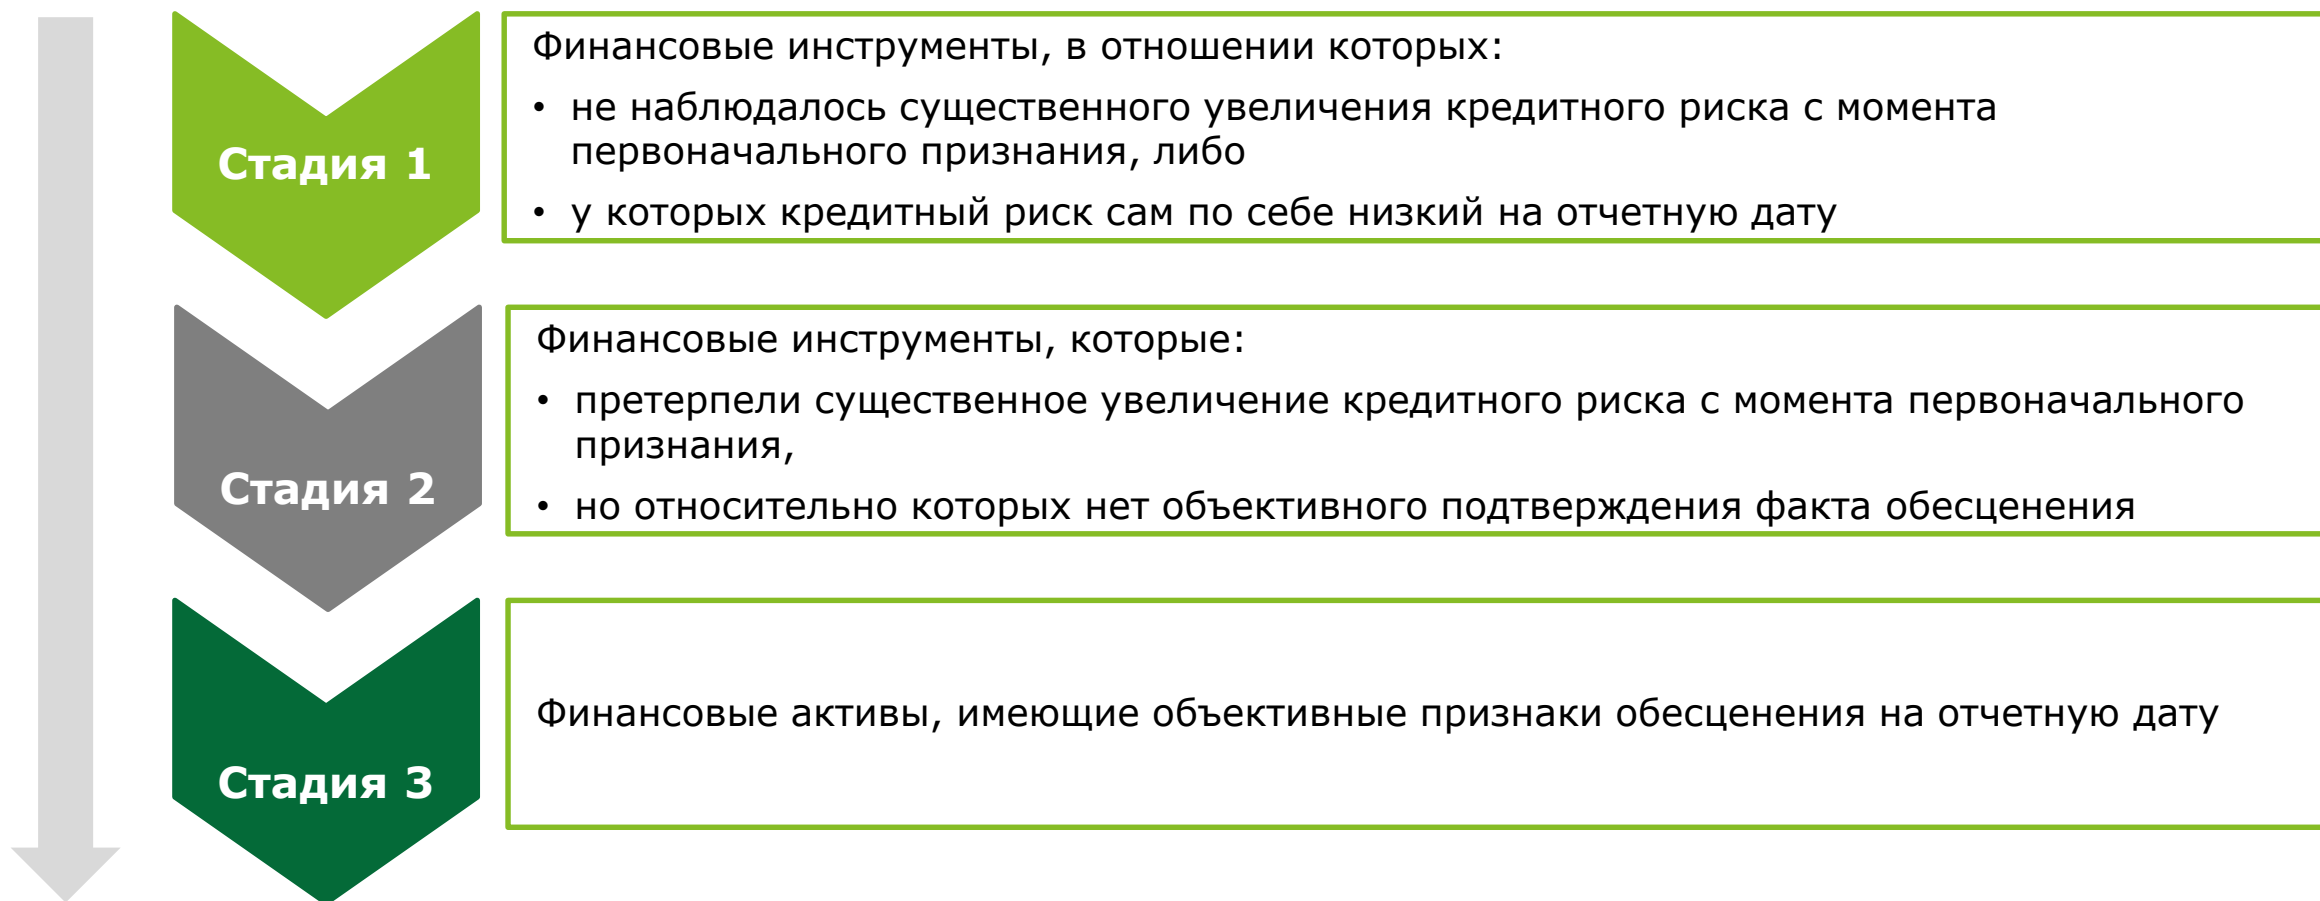 Стадия 1
Финансовые инструменты, в отношении которых:
• не наблюдалось существенного увеличения кредитного риска с момента
первоначального признания, либо
• у которых кредитный риск сам по себе низкий на отчетную дату
Стадия 2
Финансовые инструменты, которые:
• претерпели существенное увеличение кредитного риска с момента первоначального
признания,
• но относительно которых нет объективного подтверждения факта обесценения
Стадия 3
Финансовые активы, имеющие объективные признаки обесценения на отчетную дату